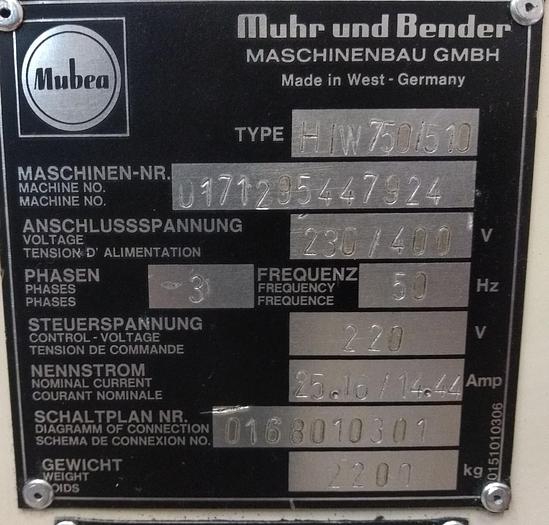 Mubea
Muhr und Bender
MASCHINENBAU GMBH
Made in West - Germany
TYPE HIW 750/510
MASCHINEN-NR. 0171295447924
MACHINE NO.
MACHINE NO.
ANSCHLUSSSPANNUNG 230/400 V
VOLTAGE
TENSION D' ALIMENTATION
PHASEN 3 FREQUENZ 50 Hz
PHASES FREQUENCY
PHASES FREQUENCE
STEUERSPANNUNG 220 V
CONTROL - VOLTAGE
TENSION DE COMMANDE
NENNSTROM 25.16/14.44 Amp
NOMINAL CURRENT
COURANT NOMINALE
SCHALTPLAN NR. 0168010301
DIAGRAMM OF CONNECTION
SCHEMA DE CONNEXION NO.
GEWICHT 2200 kg
WEIGHT
POIDS
0151010306